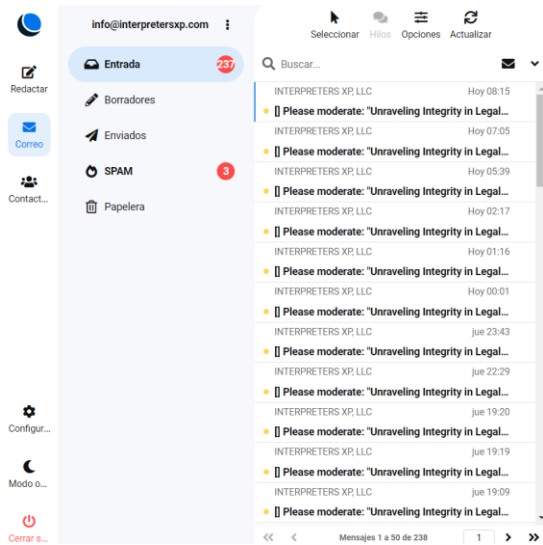 info@interpretersxp.com
Redactar
Correo
Contact...
Configur...
Modo o...
Cerrar s...
Entrada 237
Borradores
Enviados
SPAM 3
Papelera
Seleccionar Hilos Opciones Actualizar
Buscar...
INTERPRETERS XP, LLC Hoy 08:15
[] Please moderate: "Unraveling Integrity in Legal...
INTERPRETERS XP, LLC Hoy 07:05
[] Please moderate: "Unraveling Integrity in Legal...
INTERPRETERS XP, LLC Hoy 05:39
[] Please moderate: "Unraveling Integrity in Legal...
INTERPRETERS XP, LLC Hoy 02:17
[] Please moderate: "Unraveling Integrity in Legal...
INTERPRETERS XP, LLC Hoy 01:16
[] Please moderate: "Unraveling Integrity in Legal...
INTERPRETERS XP, LLC Hoy 00:01
[] Please moderate: "Unraveling Integrity in Legal...
INTERPRETERS XP, LLC jue 23:43
[] Please moderate: "Unraveling Integrity in Legal...
INTERPRETERS XP, LLC jue 22:29
[] Please moderate: "Unraveling Integrity in Legal...
INTERPRETERS XP, LLC jue 19:20
[] Please moderate: "Unraveling Integrity in Legal...
INTERPRETERS XP, LLC jue 19:19
[] Please moderate: "Unraveling Integrity in Legal...
INTERPRETERS XP, LLC jue 19:09
[] Please moderate: "Unraveling Integrity in Legal...
Mensajes 1 a 50 de 238 1